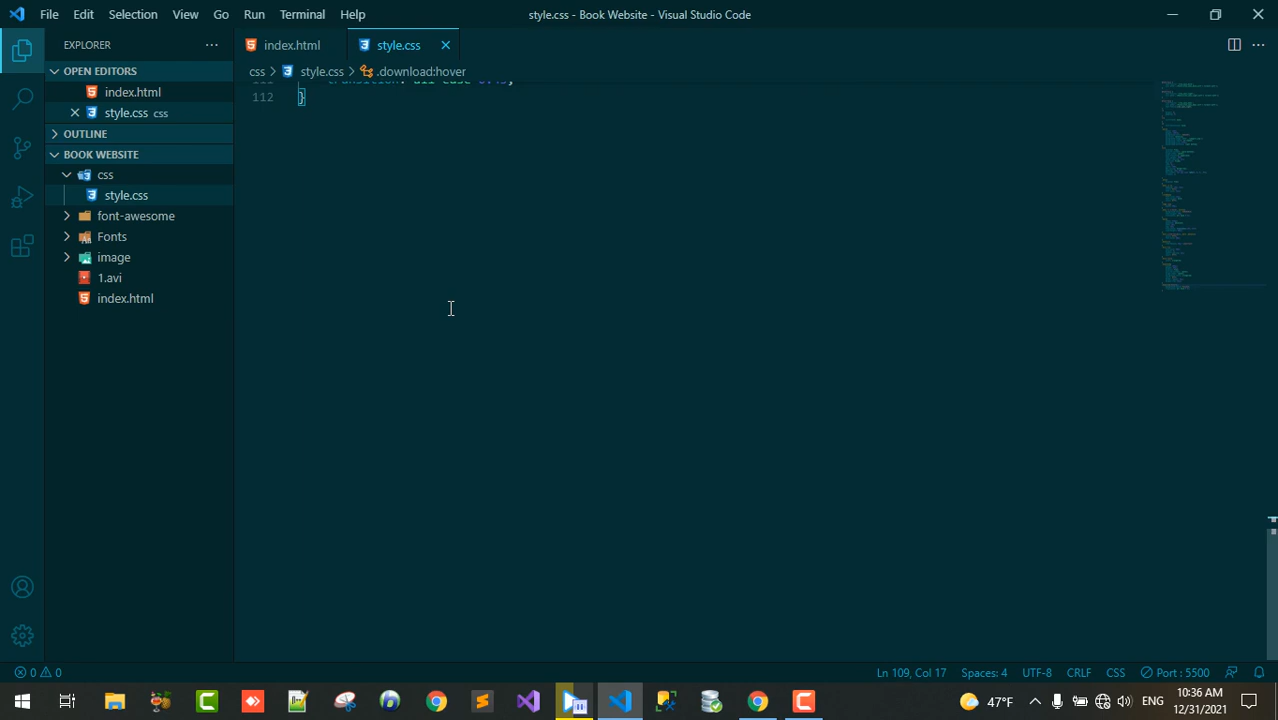 File Edit Selection View Go Run Terminal Help
style.css - Book Website - Visual Studio Code
EXPLORER
index.html
style.css
OPEN EDITORS
index.html
style.css css
OUTLINE
BOOK WEBSITE
css
style.css
font-awesome
Fonts
image
1.avi
index.html
css > style.css > .download:hover
112 }
0 0
Ln 109, Col 17 Spaces: 4 UTF-8 CRLF CSS Port : 5500
47°F
ENG
10:36 AM
12/31/2021